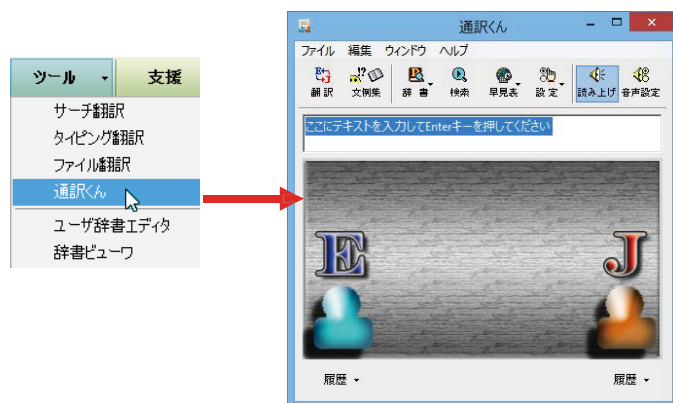 ツール 支援
サーチ翻訳
タイピング翻訳
ファイル翻訳
通訳くん
ユーザ辞書エディタ
辞書ビューワ
通訳くん
ファイル 編集 ウィンドウ ヘルプ
翻訳 文例集 辞書 検索 早見表 設定 読み上げ 音声設定
ここにテキストを入力してEnterキーを押してください
E J
履歴 履歴